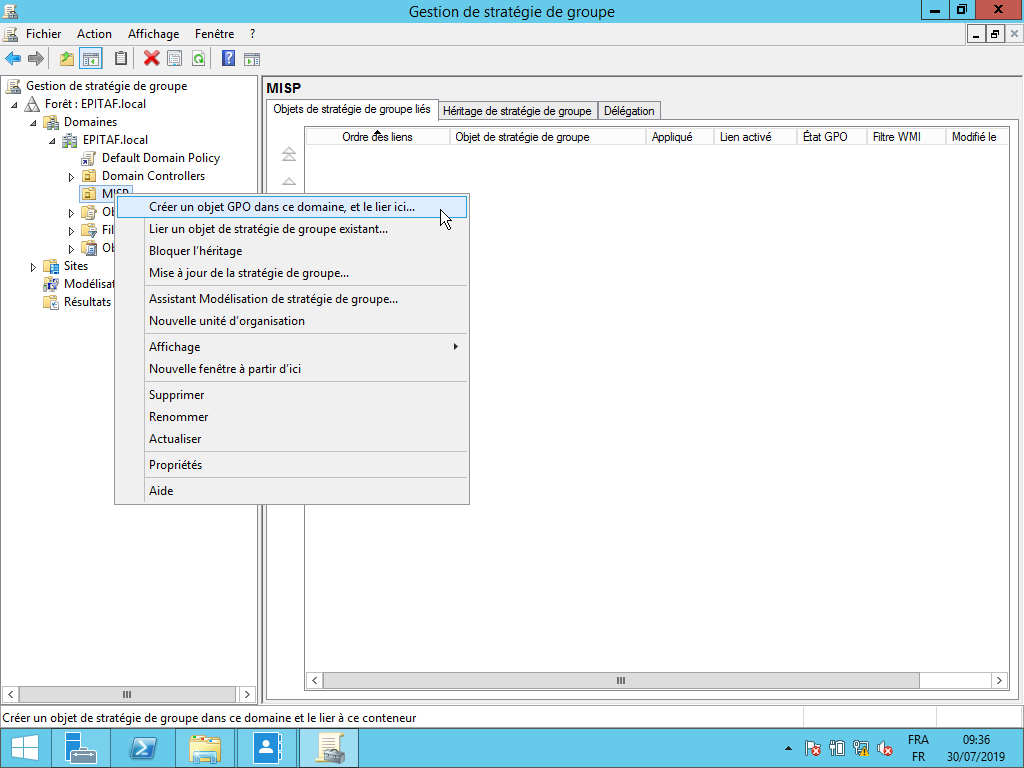 Gestion de stratégie de groupe
Fichier Action Affichage Fenêtre ?
Gestion de stratégie de groupe
Forêt : EPITAF.local
Domaines
EPITAF.local
Default Domain Policy
Domain Controllers
MISP
Ob
Fil
Ob
Sites
Modélisat
Résultats
MISP
Objets de stratégie de groupe liés Héritage de stratégie de groupe Délégation
Ordre des liens Objet de stratégie de groupe Appliqué Lien activé État GPO Filtre WMI Modifié le
Créer un objet GPO dans ce domaine, et le lier ici...
Lier un objet de stratégie de groupe existant...
Bloquer l'héritage
Mise à jour de la stratégie de groupe...
Assistant Modélisation de stratégie de groupe...
Nouvelle unité d'organisation
Affichage
Nouvelle fenêtre à partir d'ici
Supprimer
Renommer
Actualiser
Propriétés
Aide
Créer un objet de stratégie de groupe dans ce domaine et le lier à ce conteneur
FRA
FR
09:36
30/07/2019